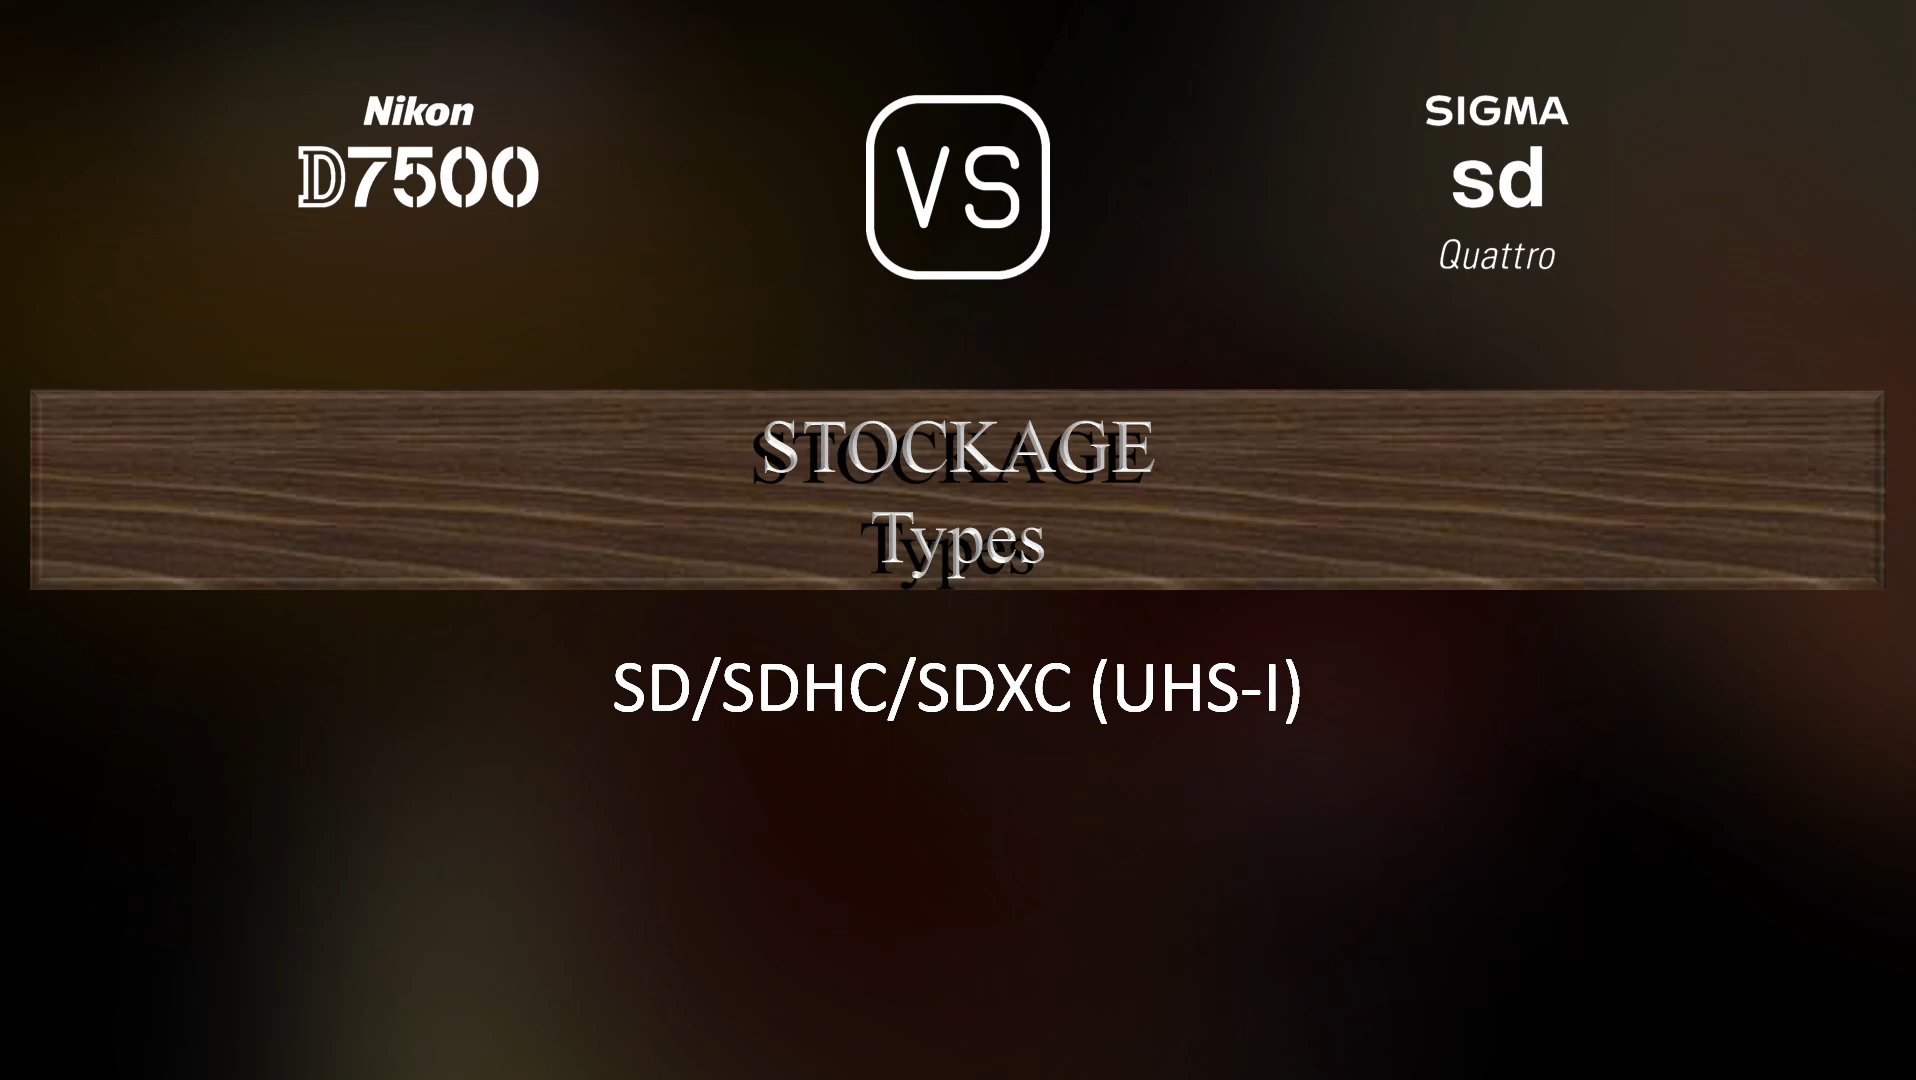 Nikon
D7500
VS
SIGMA
sd
Quattro
STOCKAGE
Types
SD/SDHC/SDXC (UHS-I)